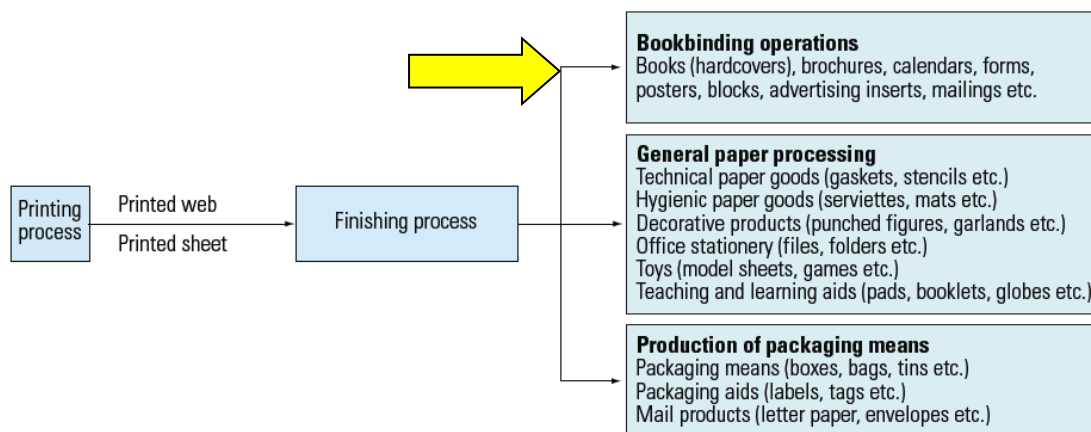 Printing
process
Printed web
Printed sheet
Finishing process
Bookbinding operations
Books (hardcovers), brochures, calendars, forms,
posters, blocks, advertising inserts, mailings etc.
General paper processing
Technical paper goods (gaskets, stencils etc.)
Hygienic paper goods (serviettes, mats etc.)
Decorative products (punched figures, garlands etc.)
Office stationery (files, folders etc.)
Toys (model sheets, games etc.)
Teaching and learning aids (pads, booklets, globes etc.)
Production of packaging means
Packaging means (boxes, bags, tins etc.)
Packaging aids (labels, tags etc.)
Mail products (letter paper, envelopes etc.)